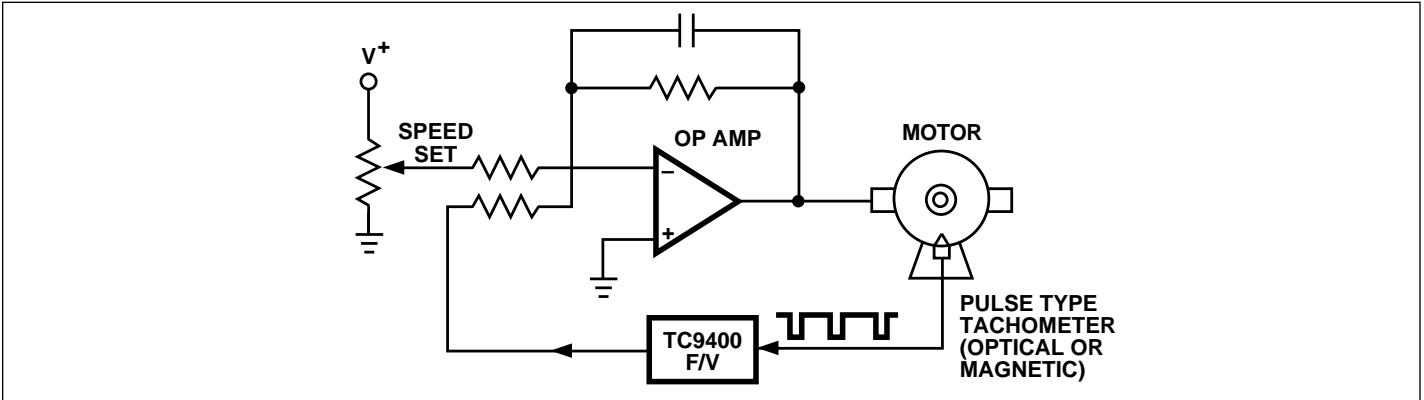 V+
SPEED
SET
OP AMP
−
+
MOTOR
TC9400
F/V
PULSE TYPE
TACHOMETER
(OPTICAL OR
MAGNETIC)